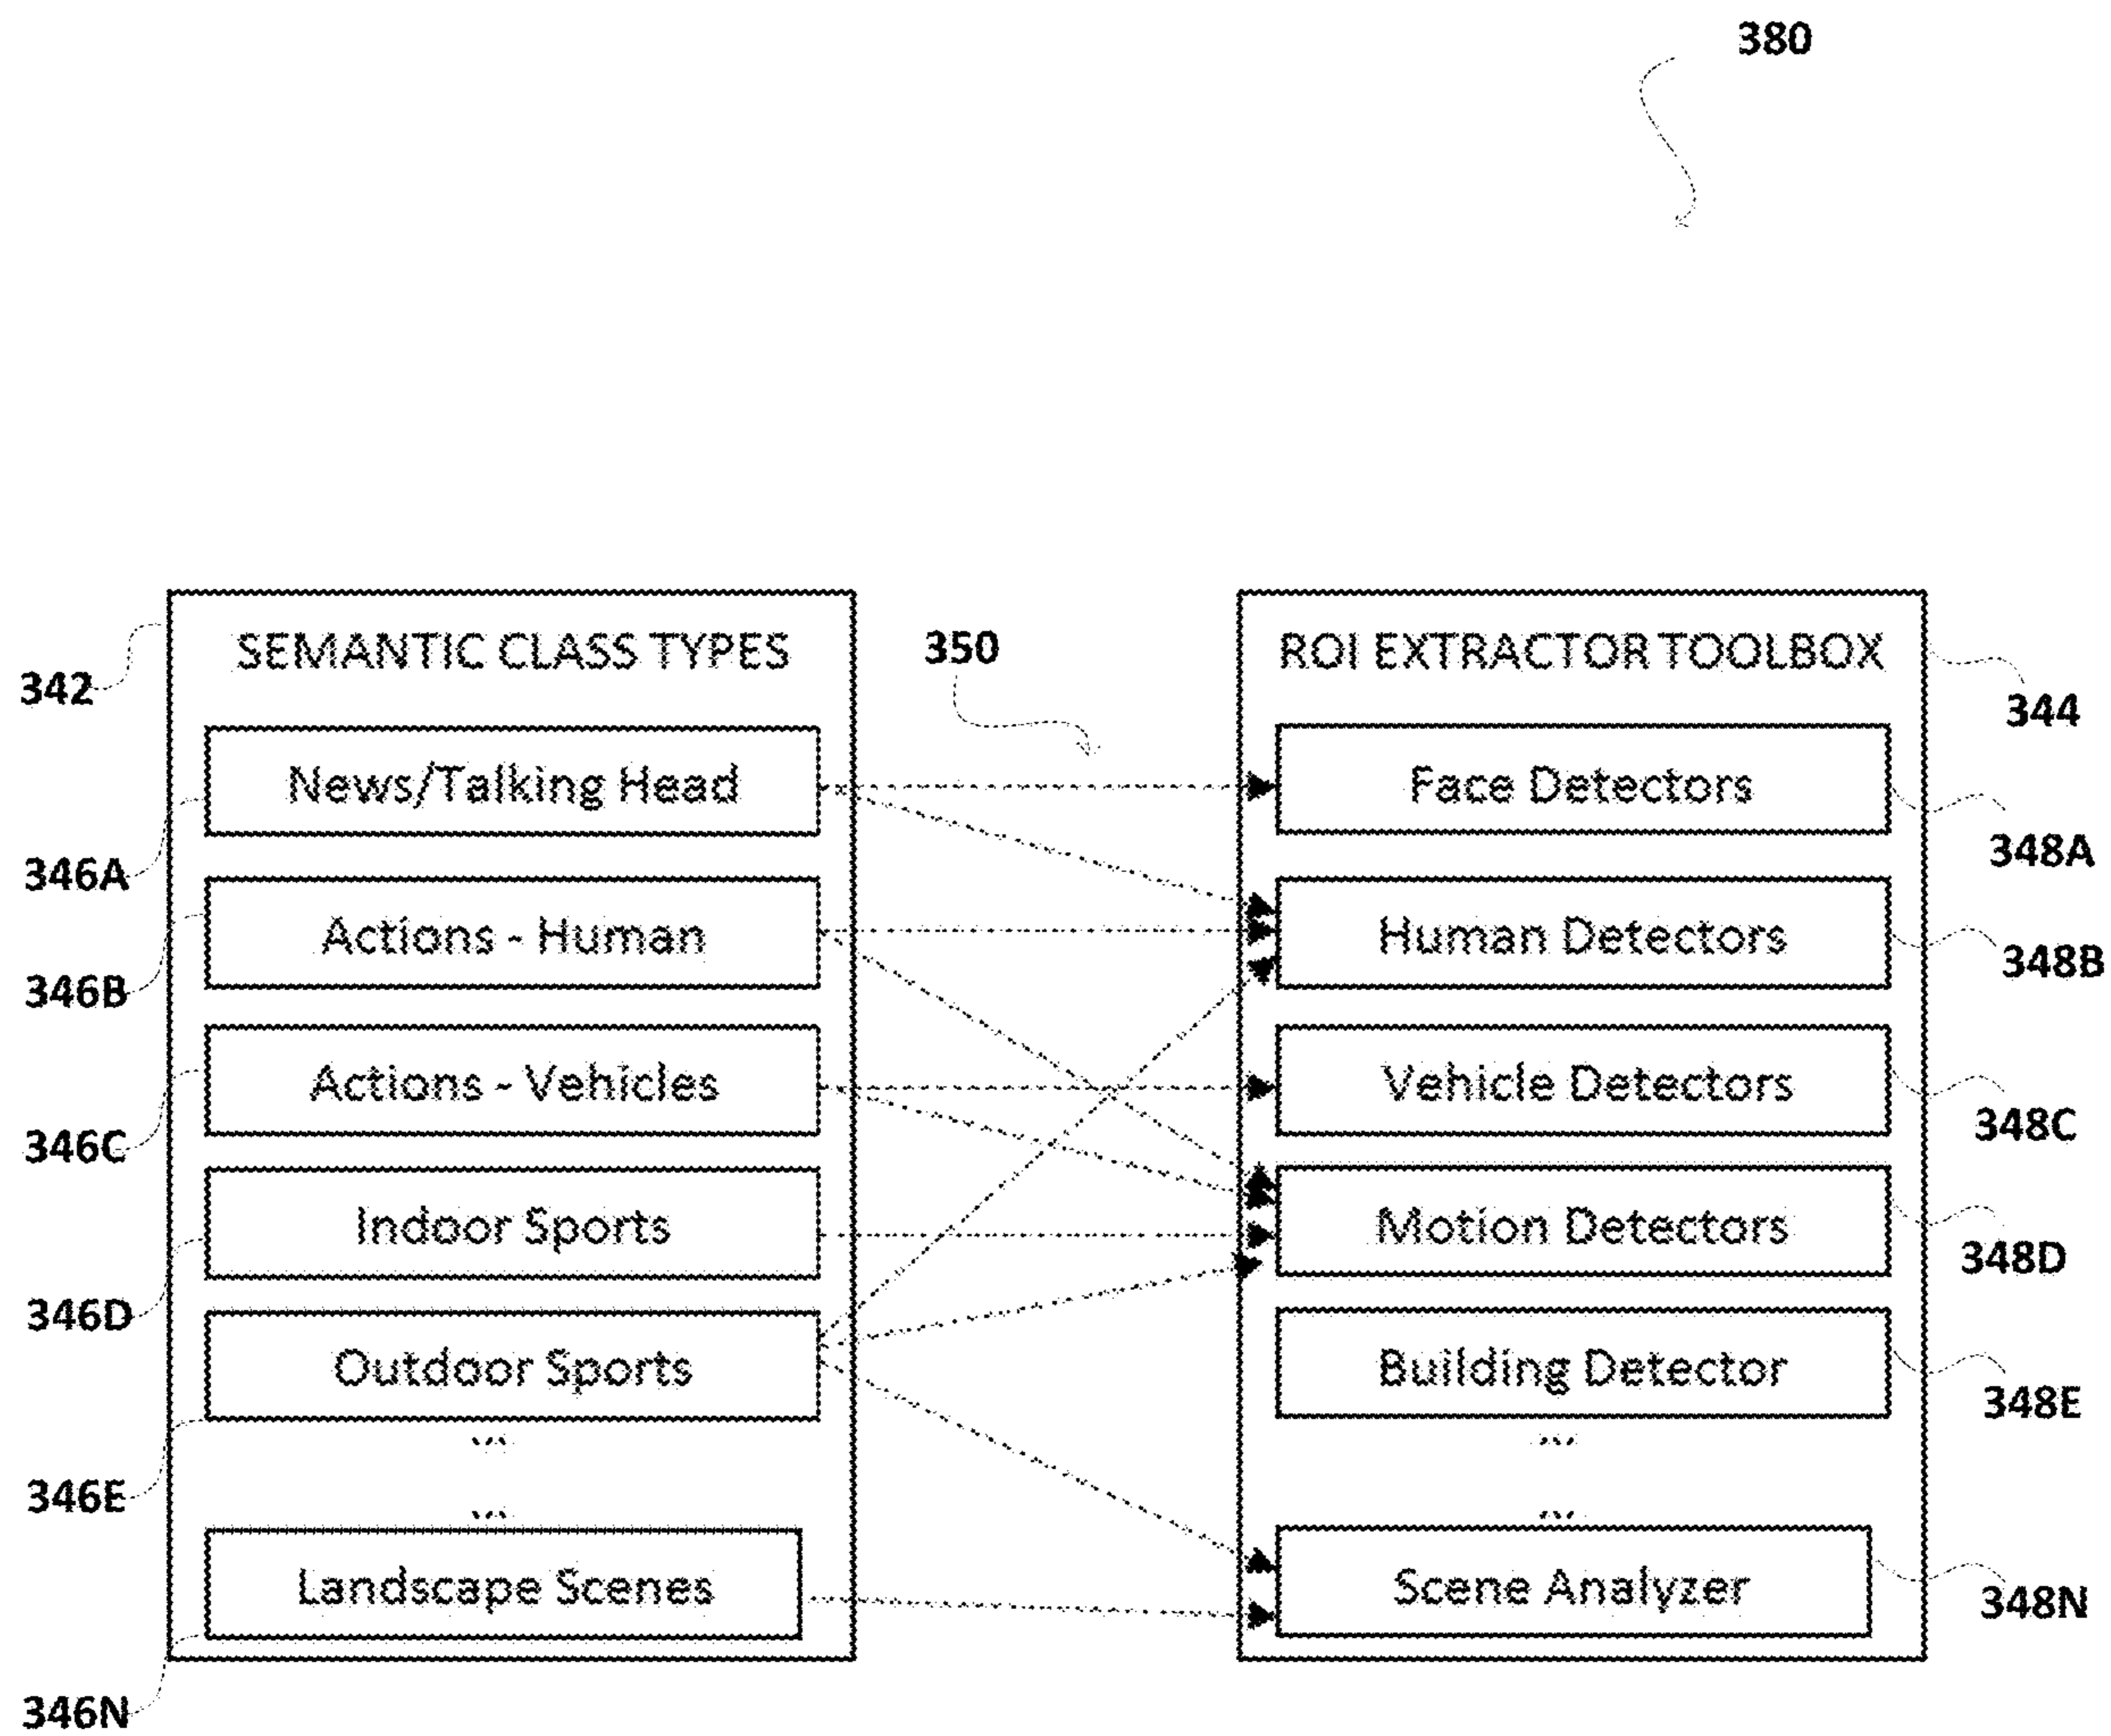 380
SEMANTIC CLASS TYPES
342
News/Talking Head
346A
Actions - Human
346B
Actions - Vehicles
346C
Indoor Sports
346D
Outdoor Sports
...
346E
...
Landscape Scenes
346N
350
ROI EXTRACTOR TOOLBOX
344
Face Detectors
348A
Human Detectors
348B
Vehicle Detectors
348C
Motion Detectors
348D
Building Detector
348E
...
...
Scene Analyzer
348N